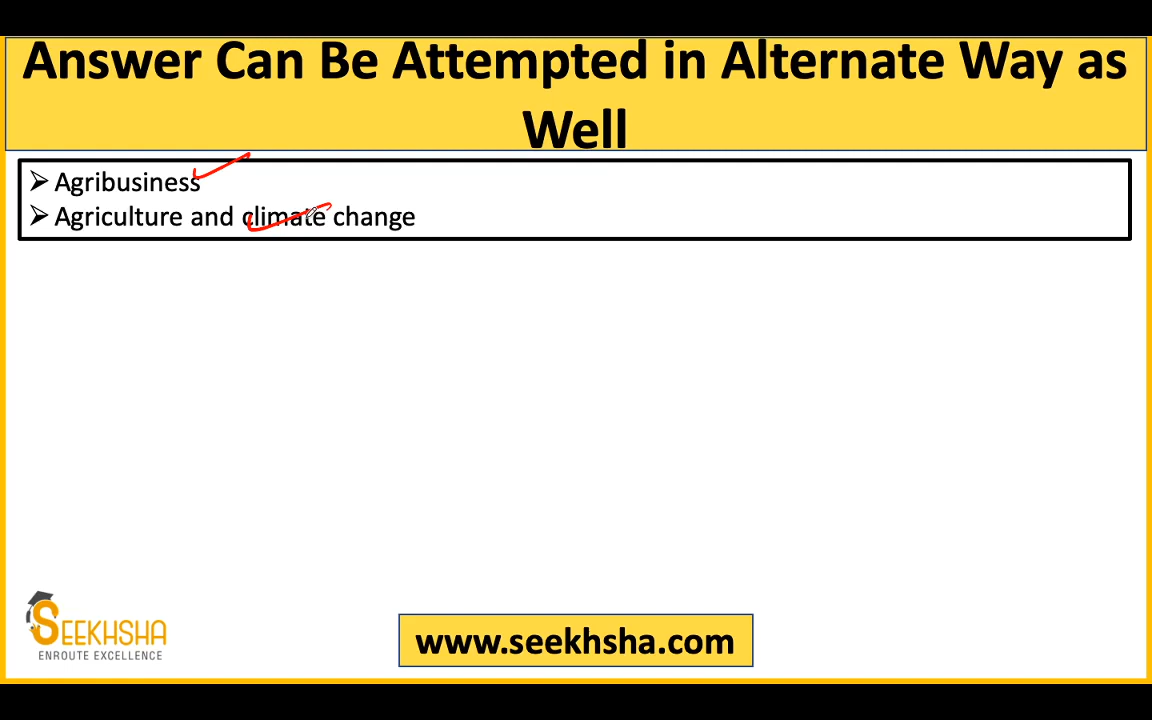 Answer Can Be Attempted in Alternate Way as
Well
➢ Agribusiness
➢ Agriculture and climate change
SEEKHSHA
ENROUTE EXCELLENCE
www.seekhsha.com